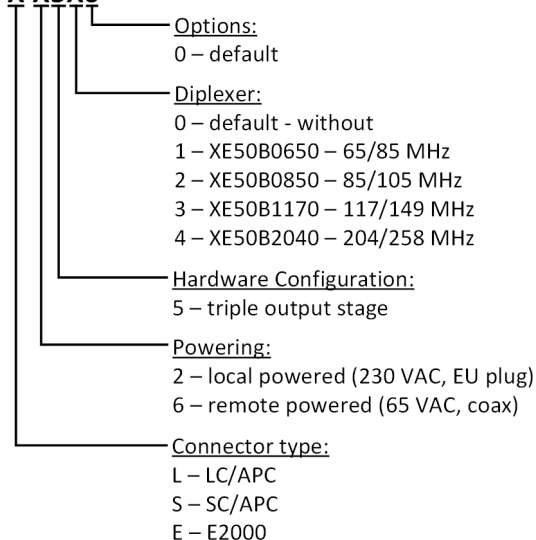 Options:
0 – default
Diplexer:
0 – default - without
1 – XE50B0650 – 65/85 MHz
2 – XE50B0850 – 85/105 MHz
3 – XE50B1170 – 117/149 MHz
4 – XE50B2040 – 204/258 MHz
Hardware Configuration:
5 – triple output stage
Powering:
2 – local powered (230 VAC, EU plug)
6 – remote powered (65 VAC, coax)
Connector type:
L – LC/APC
S – SC/APC
E – E2000